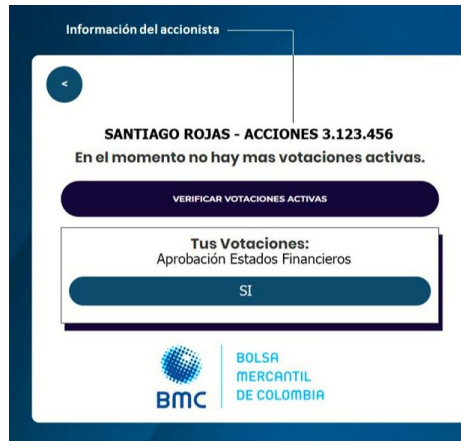 Información del accionista
<
SANTIAGO ROJAS - ACCIONES 3.123.456
En el momento no hay mas votaciones activas.
VERIFICAR VOTACIONES ACTIVAS
Tus Votaciones:
Aprobación Estados Financieros
SI
BMC
BOLSA
MERCANTIL
DE COLOMBIA